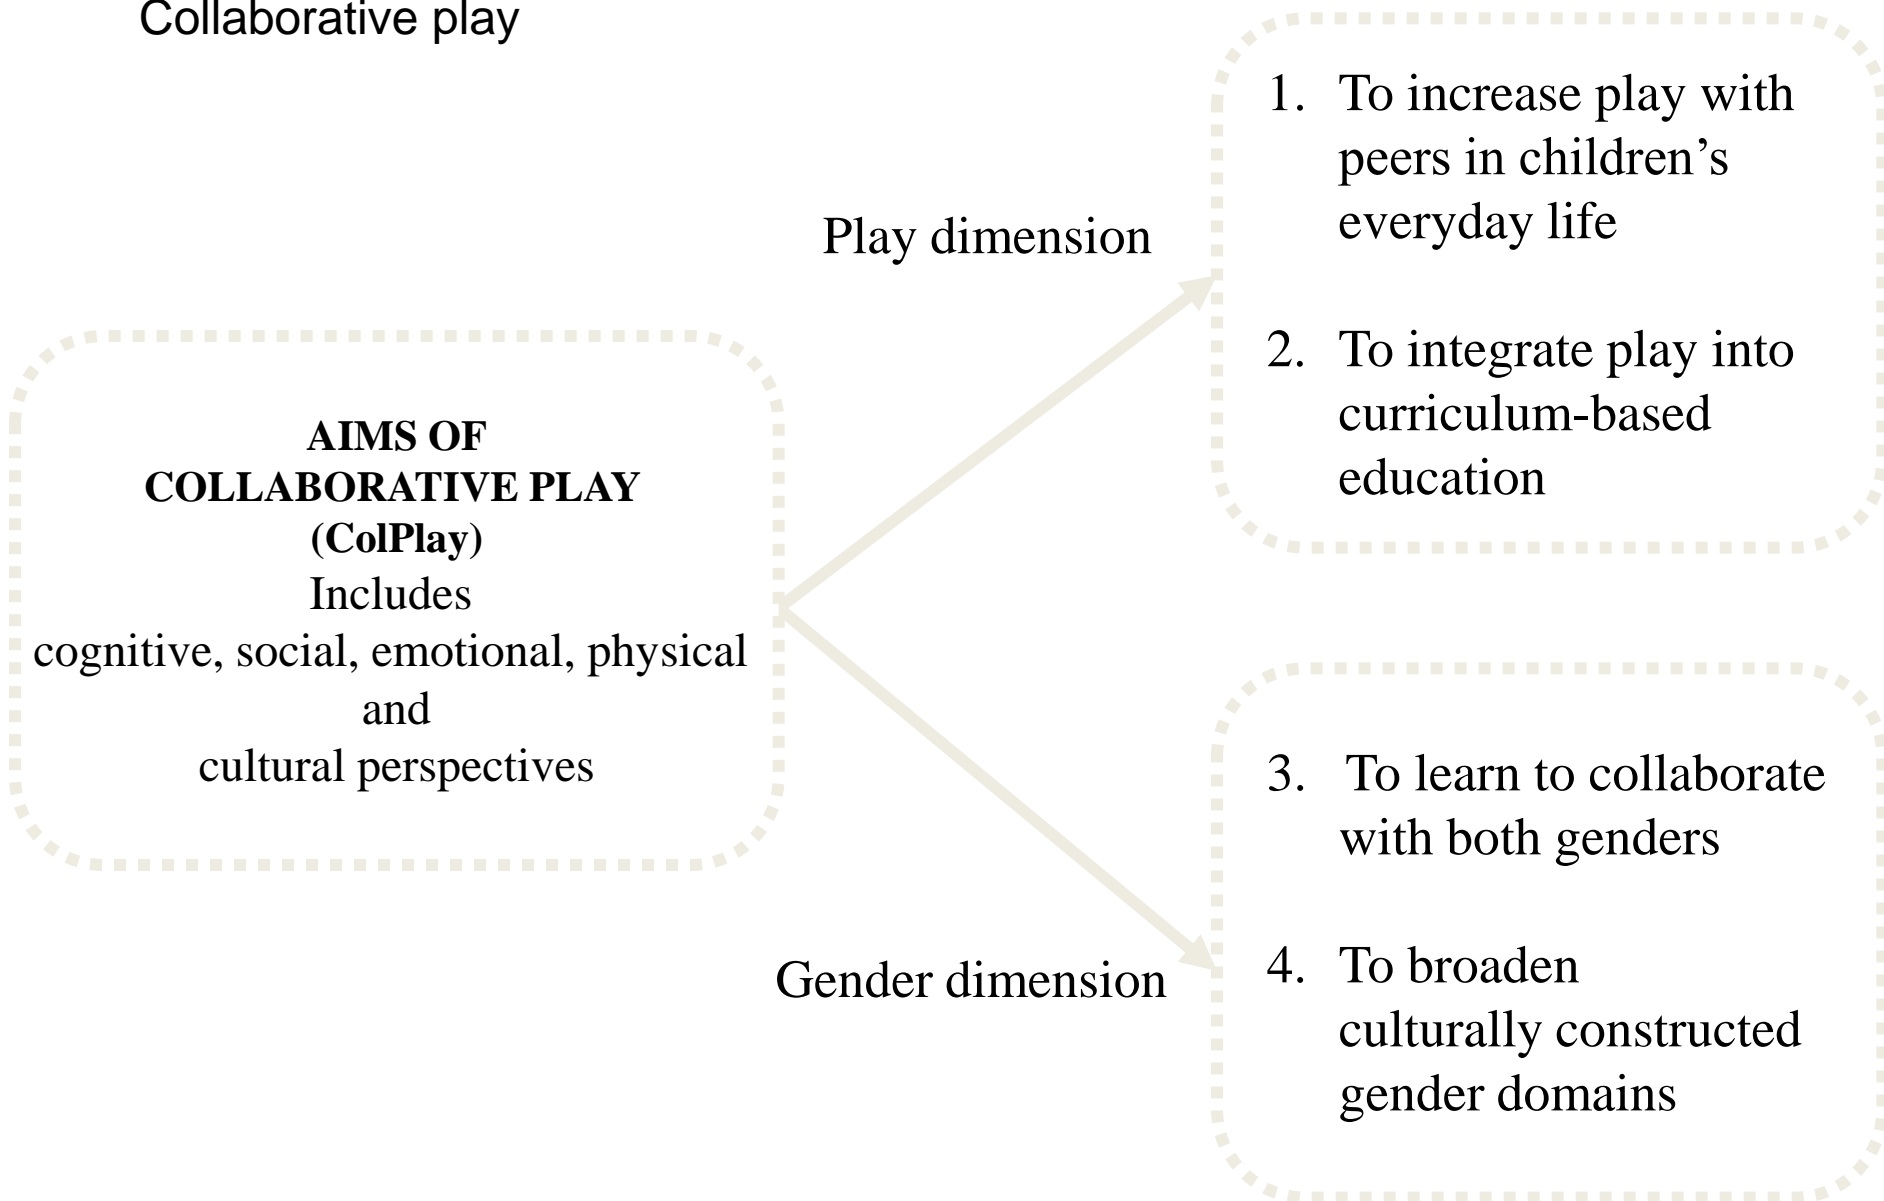 Collaborative play
AIMS OF
COLLABORATIVE PLAY
(ColPlay)
Includes
cognitive, social, emotional, physical
and
cultural perspectives
Play dimension
1. To increase play with
peers in children’s
everyday life
2. To integrate play into
curriculum-based
education
Gender dimension
3. To learn to collaborate
with both genders
4. To broaden
culturally constructed
gender domains